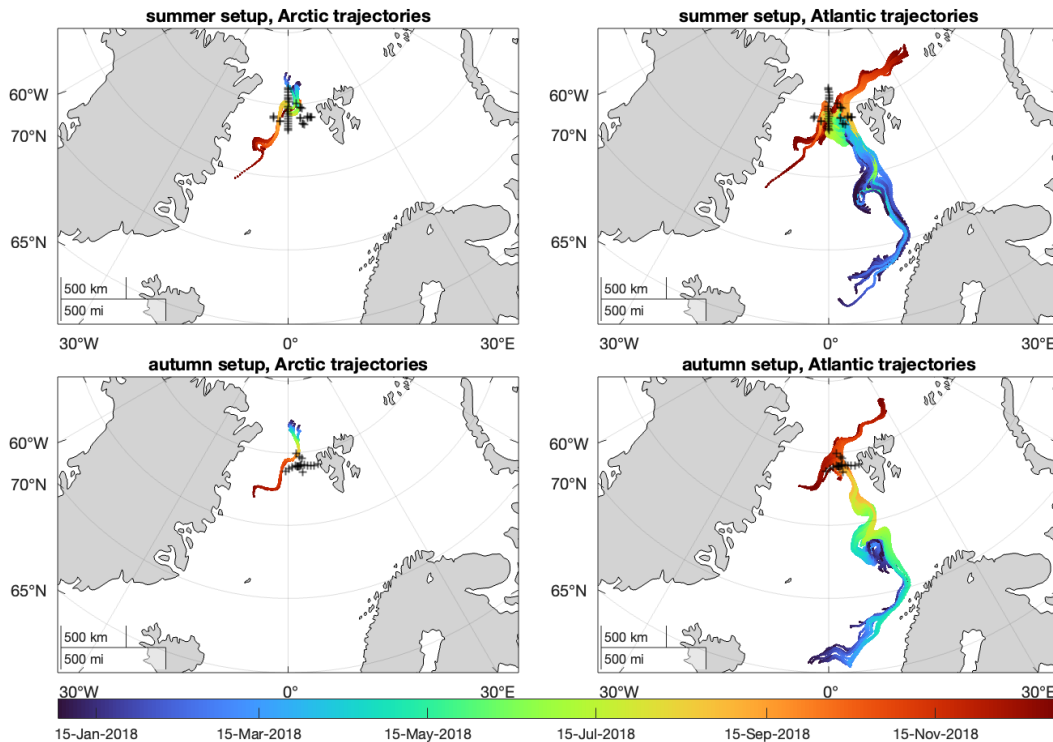 summer setup, Arctic trajectories
summer setup, Atlantic trajectories
60°W
70°N
65°N
500 km
500 mi
30°W
0°
30°E
60°W
70°N
65°N
500 km
500 mi
30°W
0°
30°E
autumn setup, Arctic trajectories
autumn setup, Atlantic trajectories
60°W
70°N
65°N
500 km
500 mi
30°W
0°
30°E
60°W
70°N
65°N
500 km
500 mi
30°W
0°
30°E
15-Jan-2018
15-Mar-2018
15-May-2018
15-Jul-2018
15-Sep-2018
15-Nov-2018